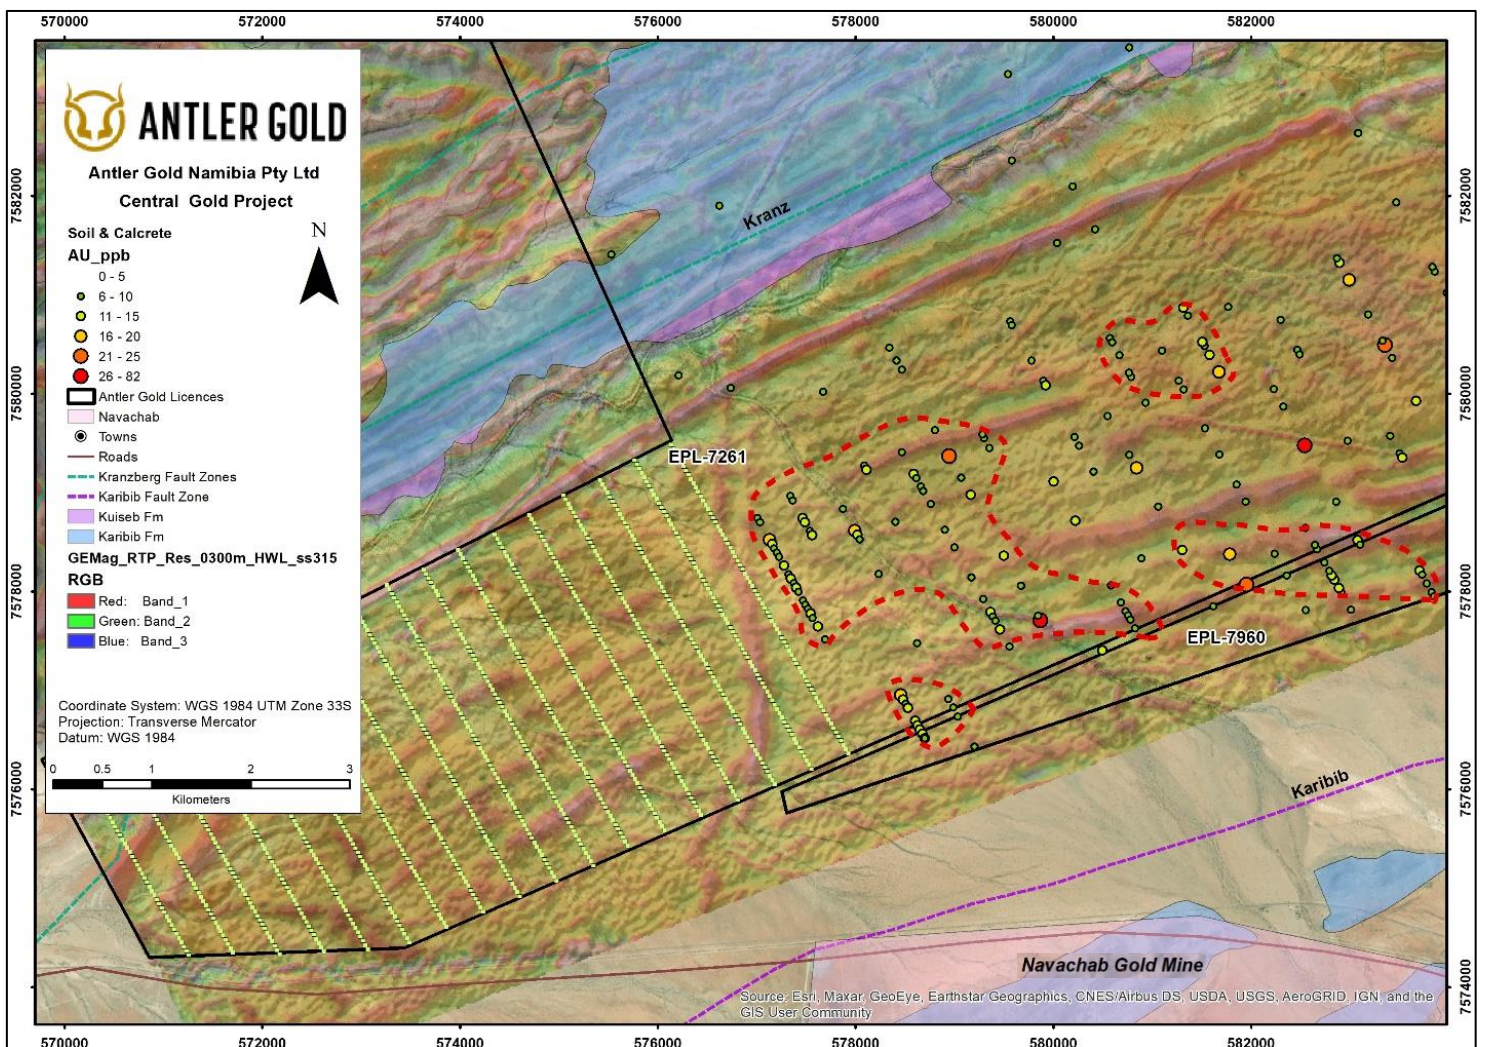 570000 572000 574000 576000 578000 580000 582000
ANTLER GOLD
Antler Gold Namibia Pty Ltd
Central Gold Project
Soil & Calcrete
AU_ppb
0 - 5
6 - 10
11 - 15
16 - 20
21 - 25
26 - 82
Antler Gold Licences
Navachab
Towns
Roads
Kranzberg Fault Zones
Karibib Fault Zone
Kuiseb Fm
Karibib Fm
GEMag_RTP_Res_0300m_HWL_ss315
RGB
Red: Band_1
Green: Band_2
Blue: Band_3
N
Coordinate System: WGS 1984 UTM Zone 33S
Projection: Transverse Mercator
Datum: WGS 1984
0 0.5 1 2 3
Kilometers
7582000
7580000
7578000
7576000
7574000
Kranz
EPL-7261
EPL-7960
Karibib
Navachab Gold Mine
Source: Esri, Maxar, GeoEye, Earthstar Geographics, CNES/Airbus DS, USDA, USGS, AeroGRID, IGN, and the
GIS User Community
7582000
7580000
7578000
7576000
7574000
570000 572000 574000 576000 578000 580000 582000